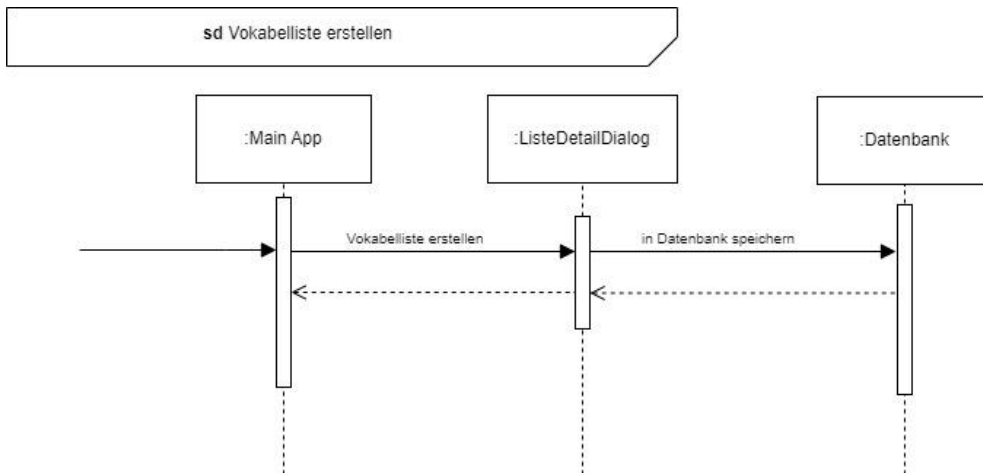 sd Vokabelliste erstellen
:Main App
:ListeDetailDialog
:Datenbank
Vokabelliste erstellen
in Datenbank speichern